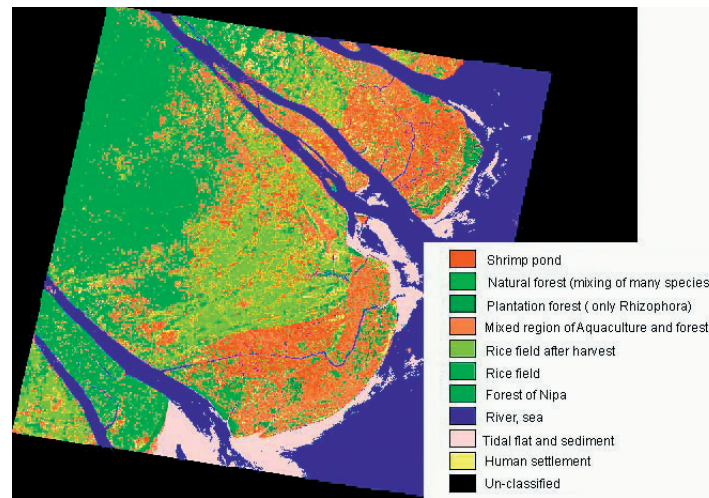 Shrimp pond
Natural forest (mixing of many species
Plantation forest ( only Rhizophora)
Mixed region of Aquaculture and forest
Rice field after harvest
Rice field
Forest of Nipa
River, sea
Tidal flat and sediment
Human settlement
Un-classified